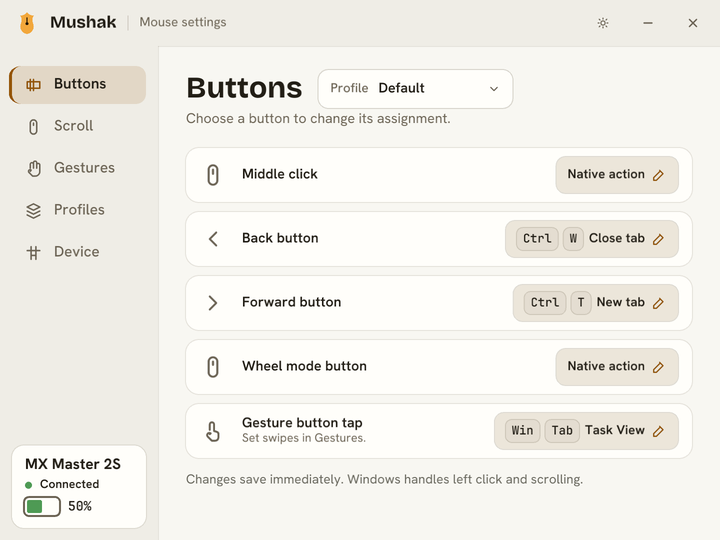 Mushak | Mouse settings
Buttons
Scroll
Gestures
Profiles
Device
MX Master 2S
Connected
50%
Buttons
Profile Default
Choose a button to change its assignment.
Middle click Native action
Back button Ctrl W Close tab
Forward button Ctrl T New tab
Wheel mode button Native action
Gesture button tap Win Tab Task View
Set swipes in Gestures.
Changes save immediately. Windows handles left click and scrolling.